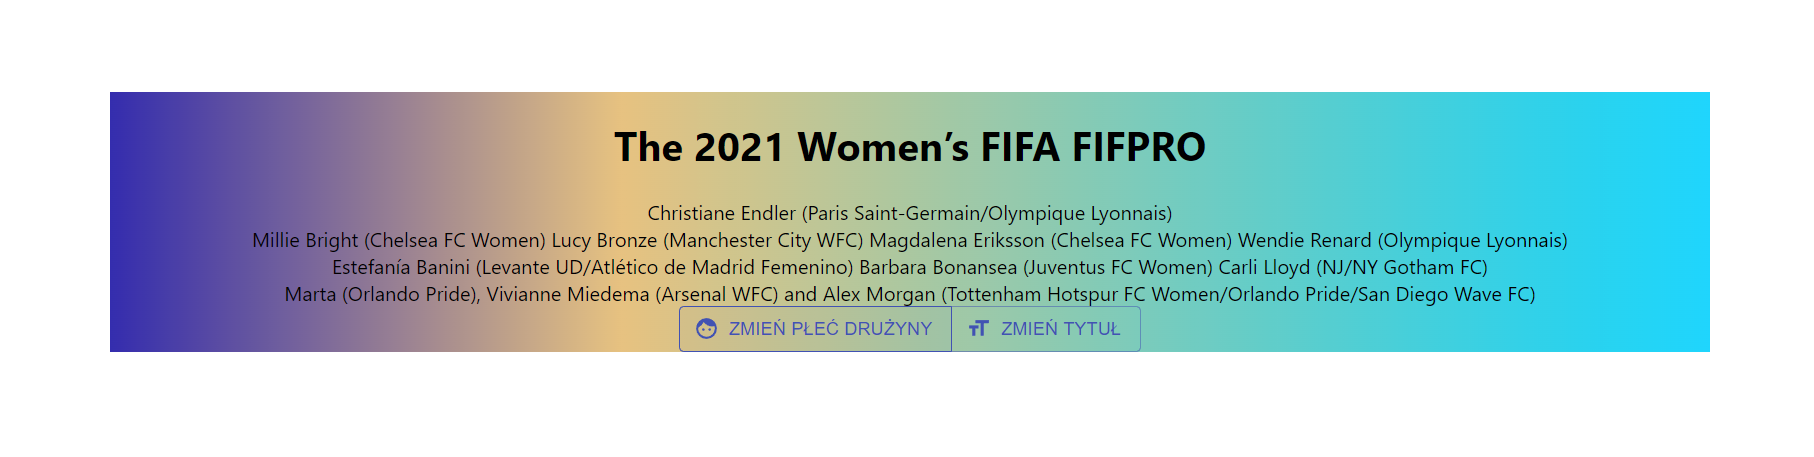 The 2021 Women’s FIFA FIFPRO
Christiane Endler (Paris Saint-Germain/Olympique Lyonnais)
Millie Bright (Chelsea FC Women) Lucy Bronze (Manchester City WFC) Magdalena Eriksson (Chelsea FC Women) Wendie Renard (Olympique Lyonnais)
Estefanía Banini (Levante UD/Atlético de Madrid Femenino) Barbara Bonansea (Juventus FC Women) Carli Lloyd (NJ/NY Gotham FC)
Marta (Orlando Pride), Vivianne Miedema (Arsenal WFC) and Alex Morgan (Tottenham Hotspur FC Women/Orlando Pride/San Diego Wave FC)
ZMIEŃ PŁEĆ DRUŻYNY ZMIEŃ TYTUŁ